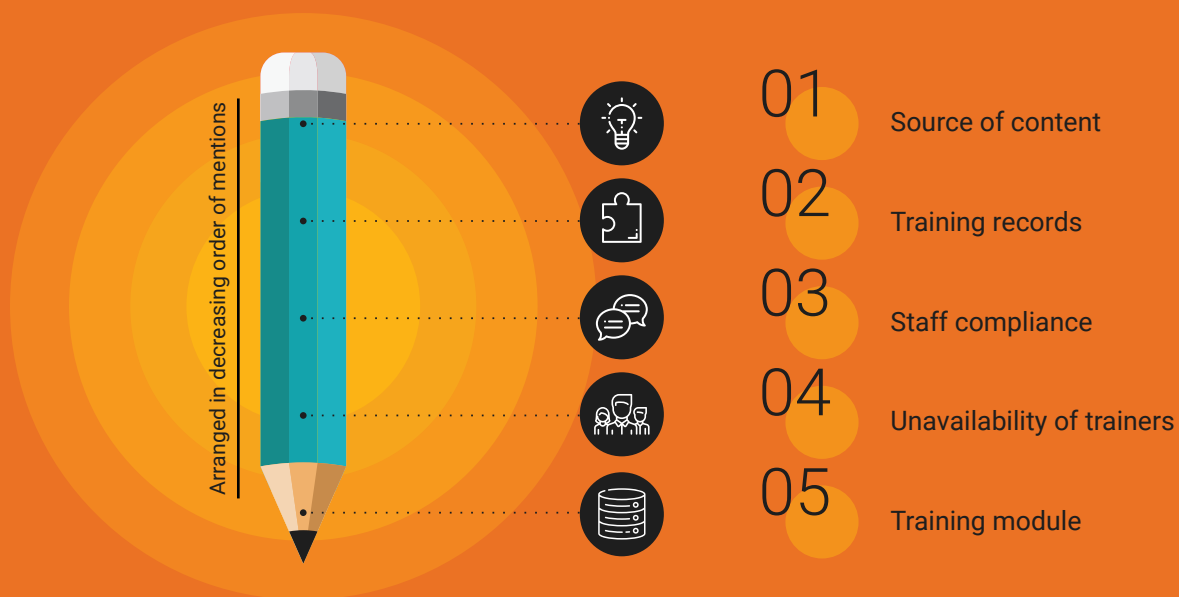 Arranged in decreasing order of mentions
01
Source of content
02
Training records
03
Staff compliance
04
Unavailability of trainers
05
Training module